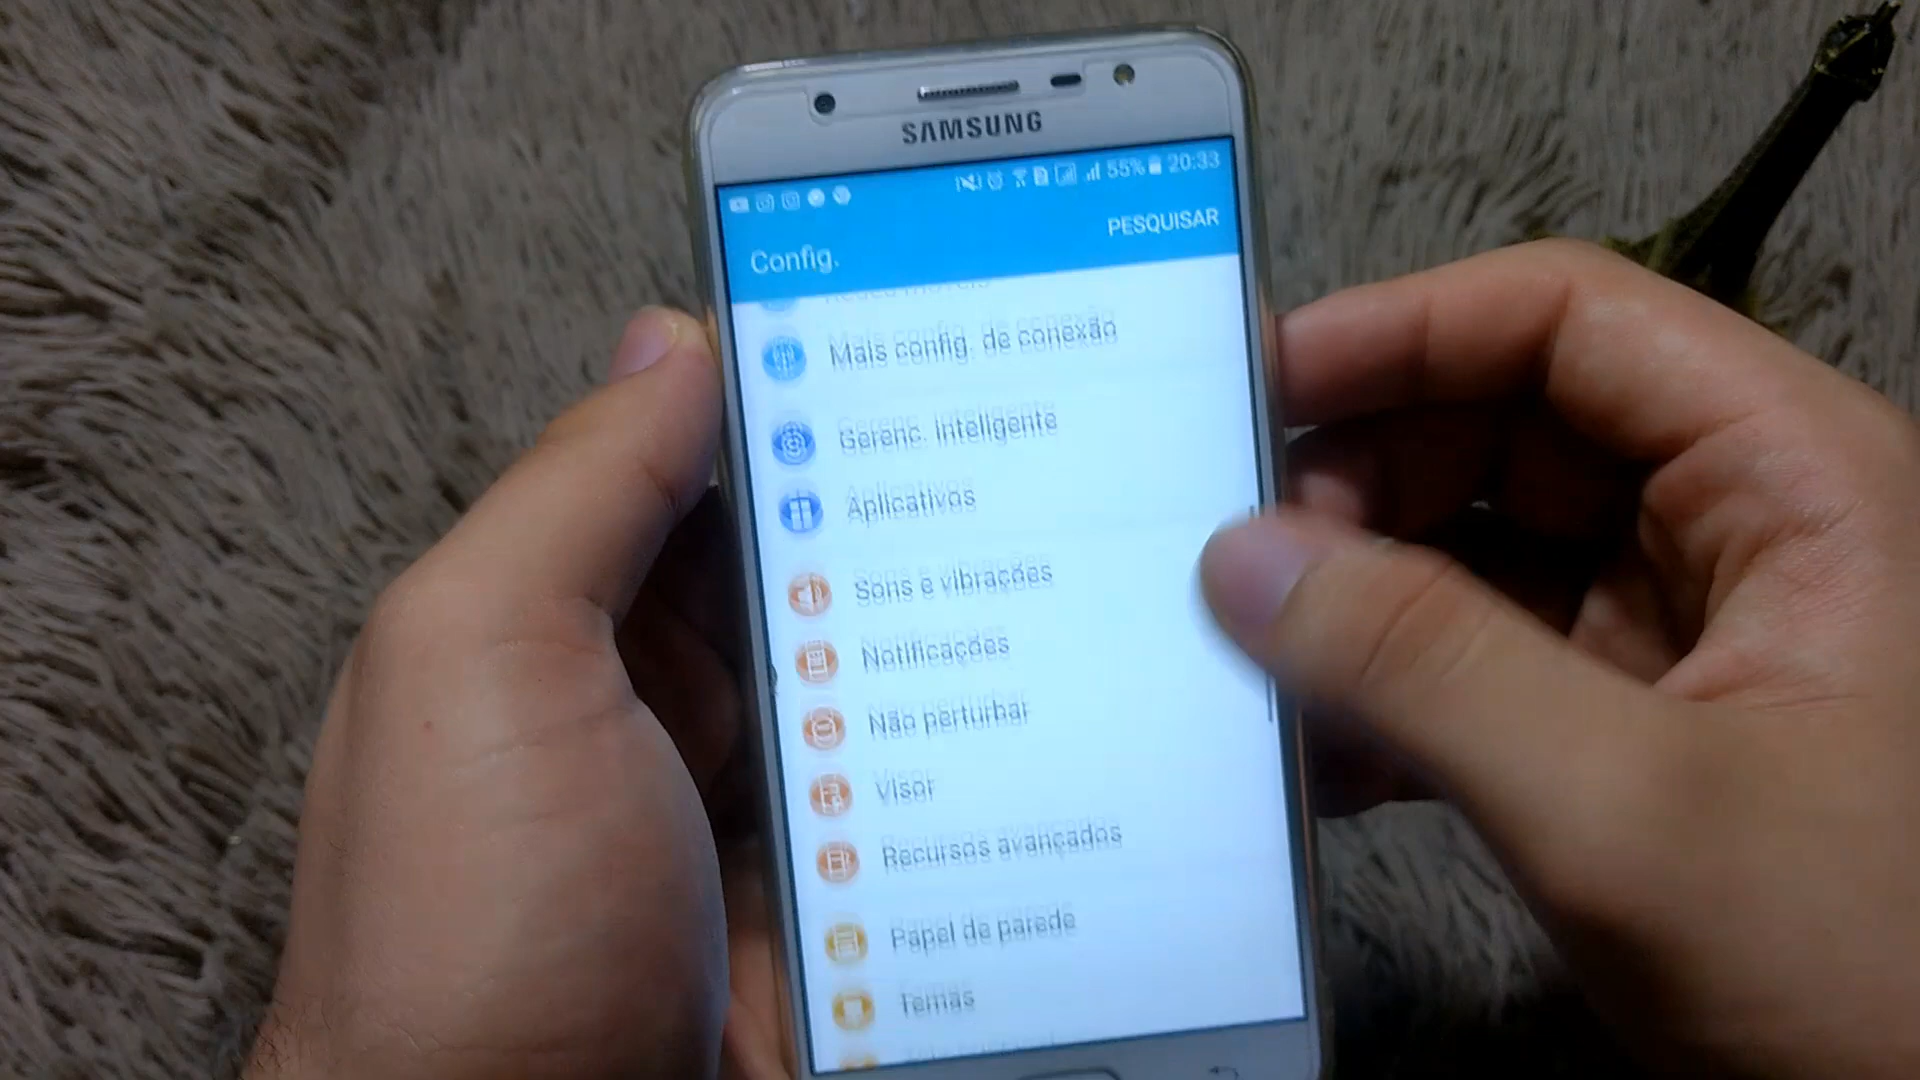 SAMSUNG
55% 20:33
PESQUISAR
Config.
Mais config. de conexão
Gerenc. inteligente
Aplicativos
Sons e vibrações
Notificações
Não perturbar
Visor
Recursos avançados
Papel de parede
Temas